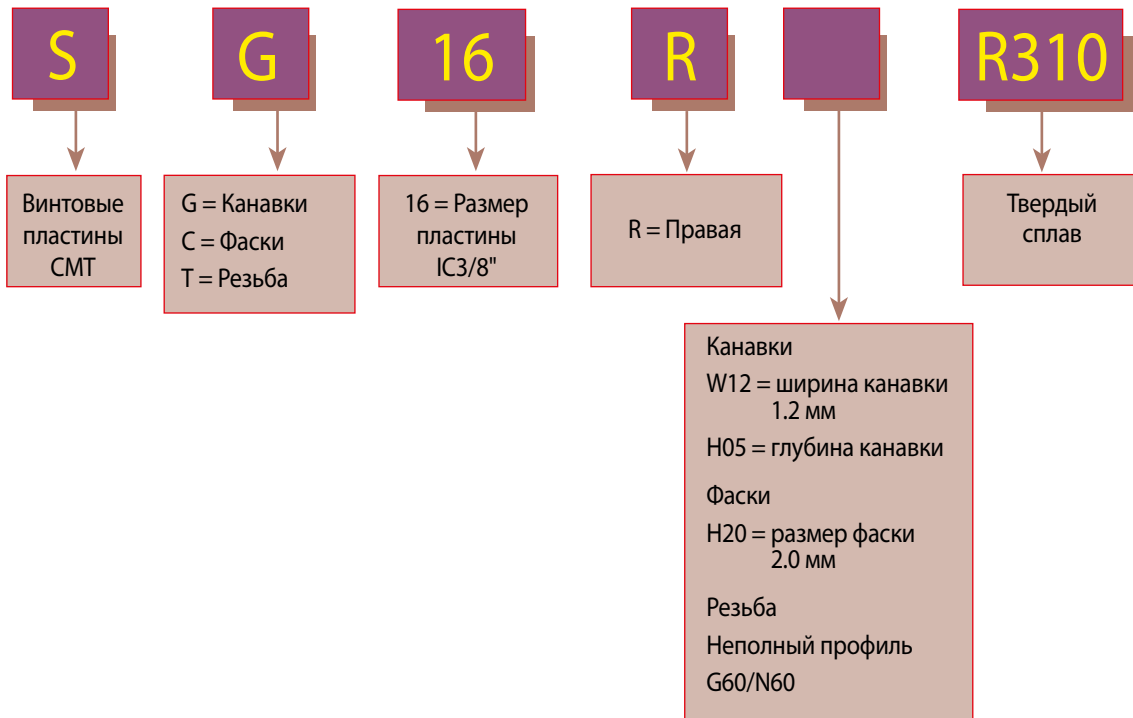 S G 16 R R310
Винтовые
пластины
СМТ
G = Канавки
C = Фаски
T = Резьба
16 = Размер
пластины
IC3/8"
R = Правая
Твердый
сплав
Канавки
W12 = ширина канавки
1.2 мм
H05 = глубина канавки
Фаски
H20 = размер фаски
2.0 мм
Резьба
Неполный профиль
G60/N60